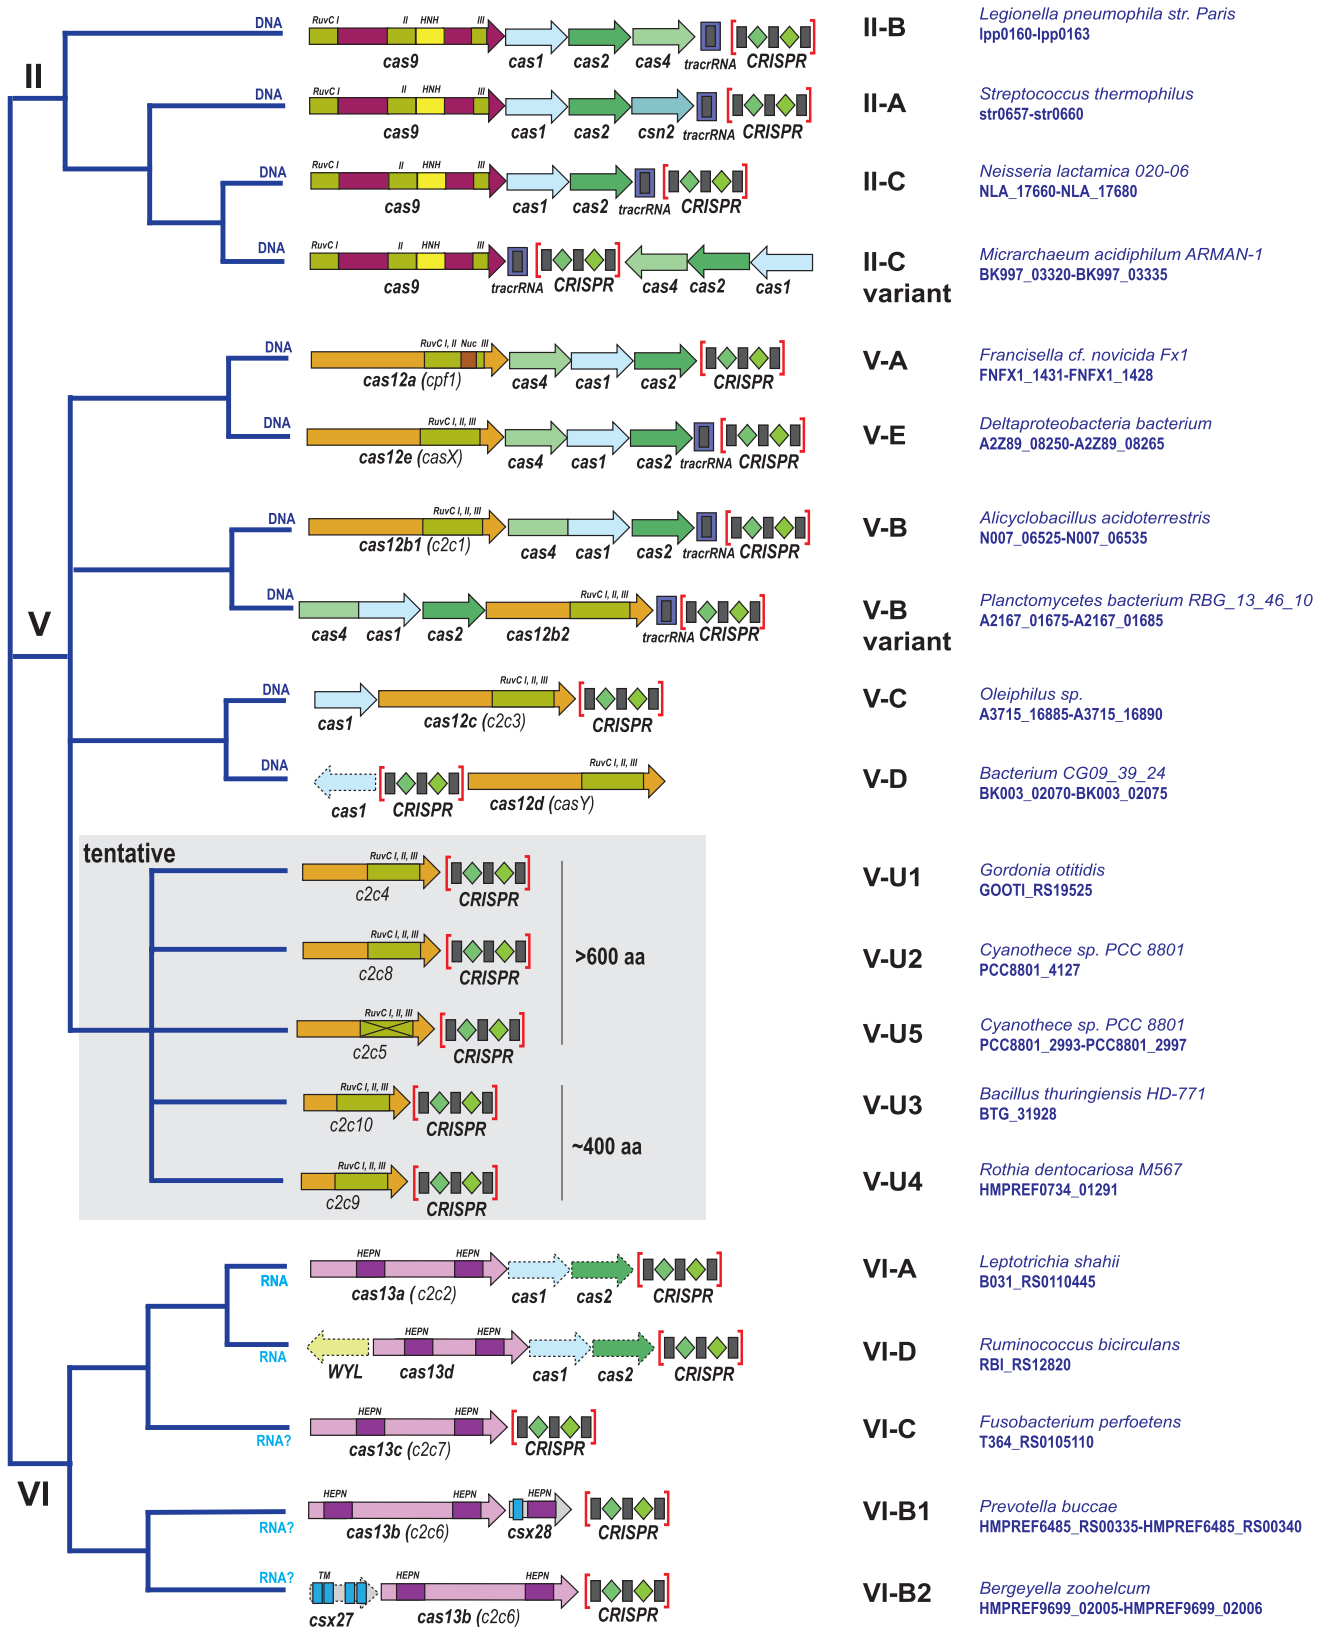 II
DNA
RuvC I II HNH III
cas9 cas1 cas2 cas4 tracrRNA CRISPR
II-B
Legionella pneumophila str. Paris
lpp0160-lpp0163
DNA
RuvC I II HNH III
cas9 cas1 cas2 csn2 tracrRNA CRISPR
II-A
Streptococcus thermophilus
str0657-str0660
DNA
RuvC I II HNH III
cas9 cas1 cas2 tracrRNA CRISPR
II-C
Neisseria lactamica 020-06
NLA_17660-NLA_17680
DNA
RuvC I II HNH III
cas9 tracrRNA CRISPR cas4 cas2 cas1
II-C
variant
Micrarchaeum acidiphilum ARMAN-1
BK997_03320-BK997_03335
V
DNA
RuvC I, II Nuc III
cas12a (cpf1) cas4 cas1 cas2 CRISPR
V-A
Francisella cf. novicida Fx1
FNFX1_1431-FNFX1_1428
DNA
RuvC I, II, III
cas12e (casX) cas4 cas1 cas2 tracrRNA CRISPR
V-E
Deltaproteobacteria bacterium
A2Z89_08250-A2Z89_08265
DNA
RuvC I, II, III
cas12b1 (c2c1) cas4 cas1 cas2 tracrRNA CRISPR
V-B
Alicyclobacillus acidoterrestris
N007_06525-N007_06535
DNA
RuvC I, II, III
cas4 cas1 cas2 cas12b2 tracrRNA CRISPR
V-B
variant
Planctomycetes bacterium RBG_13_46_10
A2167_01675-A2167_01685
DNA
RuvC I, II, III
cas1 cas12c (c2c3) CRISPR
V-C
Oleiphilus sp.
A3715_16885-A3715_16890
DNA
RuvC I, II, III
cas1 CRISPR cas12d (casY)
V-D
Bacterium CG09_39_24
BK003_02070-BK003_02075
tentative
RuvC I, II, III
c2c4 CRISPR
V-U1
Gordonia otitidis
GOOTI_RS19525
RuvC I, II, III
c2c8 CRISPR
>600 aa
V-U2
Cyanothece sp. PCC 8801
PCC8801_4127
RuvC I, II, III
c2c5 CRISPR
V-U5
Cyanothece sp. PCC 8801
PCC8801_2993-PCC8801_2997
RuvC I, II, III
c2c10 CRISPR
~400 aa
V-U3
Bacillus thuringiensis HD-771
BTG_31928
RuvC I, II, III
c2c9 CRISPR
V-U4
Rothia dentocariosa M567
HMPREF0734_01291
VI
RNA
HEPN HEPN
cas13a ( c2c2) cas1 cas2 CRISPR
VI-A
Leptotrichia shahii
B031_RS0110445
RNA
HEPN HEPN
WYL cas13d cas1 cas2 CRISPR
VI-D
Ruminococcus bicirculans
RBI_RS12820
RNA?
HEPN HEPN
cas13c (c2c7) CRISPR
VI-C
Fusobacterium perfoetens
T364_RS0105110
RNA?
HEPN HEPN HEPN
cas13b (c2c6) csx28 CRISPR
VI-B1
Prevotella buccae
HMPREF6485_RS00335-HMPREF6485_RS00340
RNA?
TM HEPN HEPN
csx27 cas13b (c2c6) CRISPR
VI-B2
Bergeyella zoohelcum
HMPREF9699_02005-HMPREF9699_02006